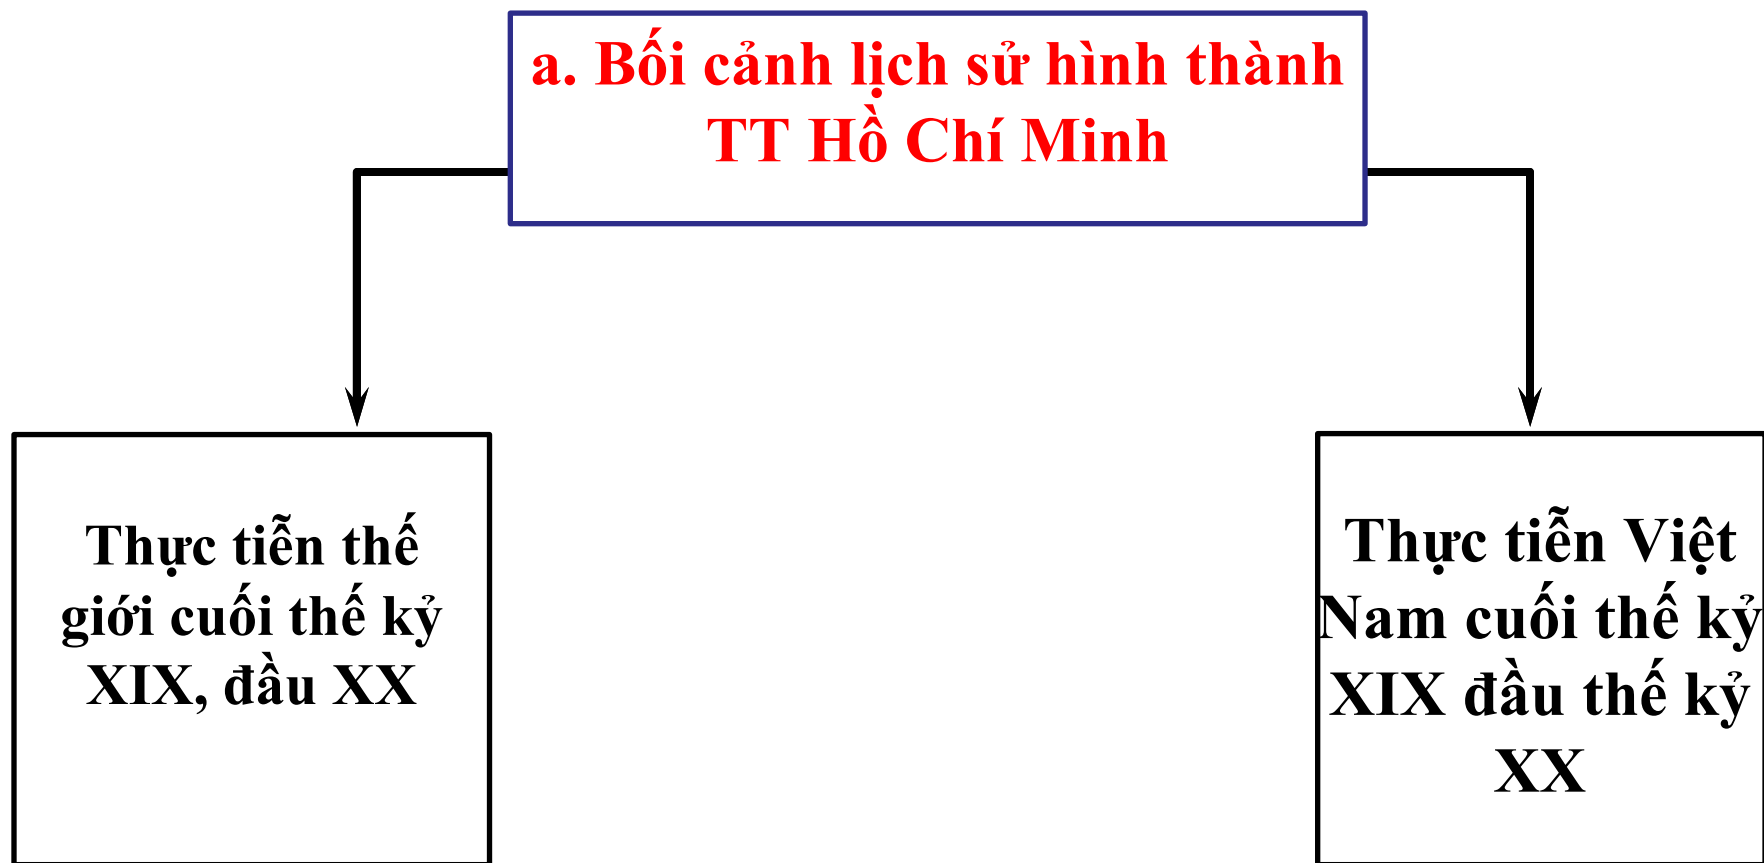 a. Bối cảnh lịch sử hình thành
TT Hồ Chí Minh
Thực tiễn thế
giới cuối thế kỷ
XIX, đầu XX
Thực tiễn Việt
Nam cuối thế kỷ
XIX đầu thế kỷ
XX